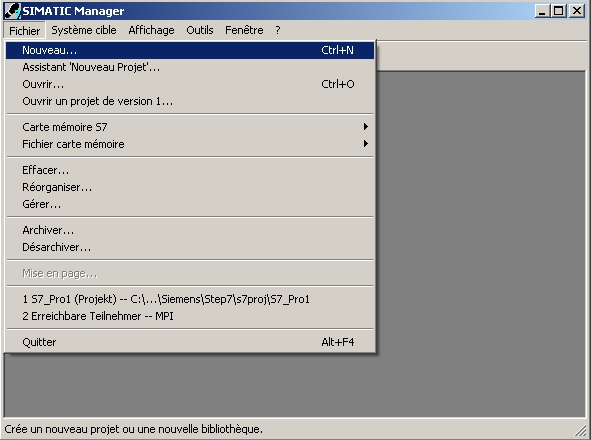 SIMATIC Manager
Fichier Système cible Affichage Outils Fenêtre ?
Nouveau... Ctrl+N
Assistant 'Nouveau Projet'...
Ouvrir... Ctrl+O
Ouvrir un projet de version 1...
Carte mémoire S7
Fichier carte mémoire
Effacer...
Réorganiser...
Gérer...
Archiver...
Désarchiver...
Mise en page...
1 S7_Pro1 (Projekt) -- C:\...\Siemens\Step7\s7proj\S7_Pro1
2 Erreichbare Teilnehmer -- MPI
Quitter Alt+F4
Crée un nouveau projet ou une nouvelle bibliothèque.